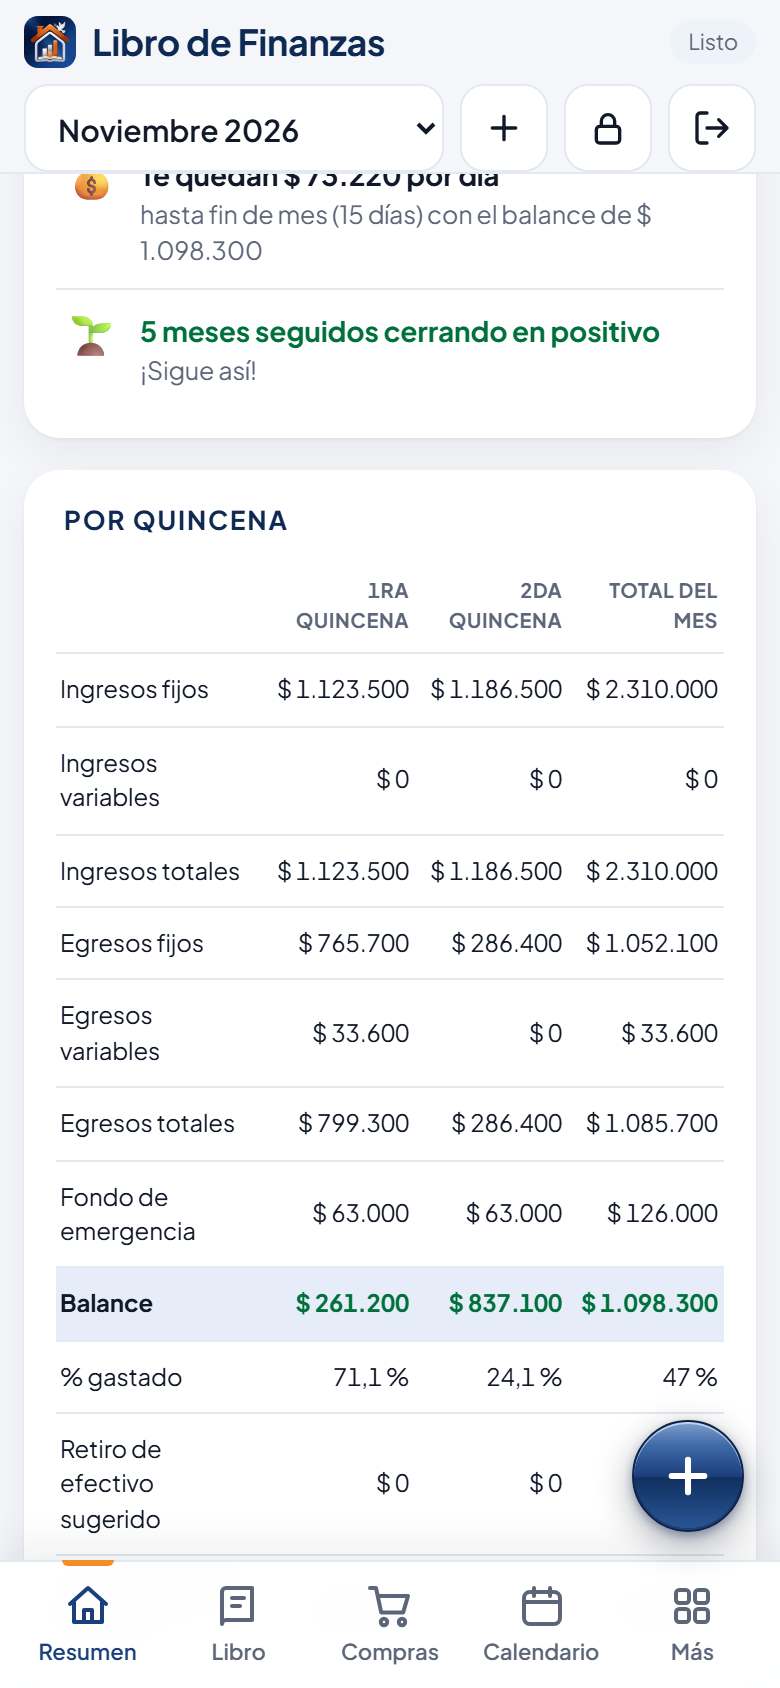 Libro de Finanzas
Listo
Noviembre 2026
Te quedan $ 73.220 por día
hasta fin de mes (15 días) con el balance de $
1.098.300
5 meses seguidos cerrando en positivo
¡Sigue así!
POR QUINCENA
1RA QUINCENA 2DA QUINCENA TOTAL DEL MES
Ingresos fijos $ 1.123.500 $ 1.186.500 $ 2.310.000
Ingresos variables $ 0 $ 0 $ 0
Ingresos totales $ 1.123.500 $ 1.186.500 $ 2.310.000
Egresos fijos $ 765.700 $ 286.400 $ 1.052.100
Egresos variables $ 33.600 $ 0 $ 33.600
Egresos totales $ 799.300 $ 286.400 $ 1.085.700
Fondo de emergencia $ 63.000 $ 63.000 $ 126.000
Balance $ 261.200 $ 837.100 $ 1.098.300
% gastado 71,1 % 24,1 % 47 %
Retiro de efectivo sugerido $ 0 $ 0
Resumen Libro Compras Calendario Más